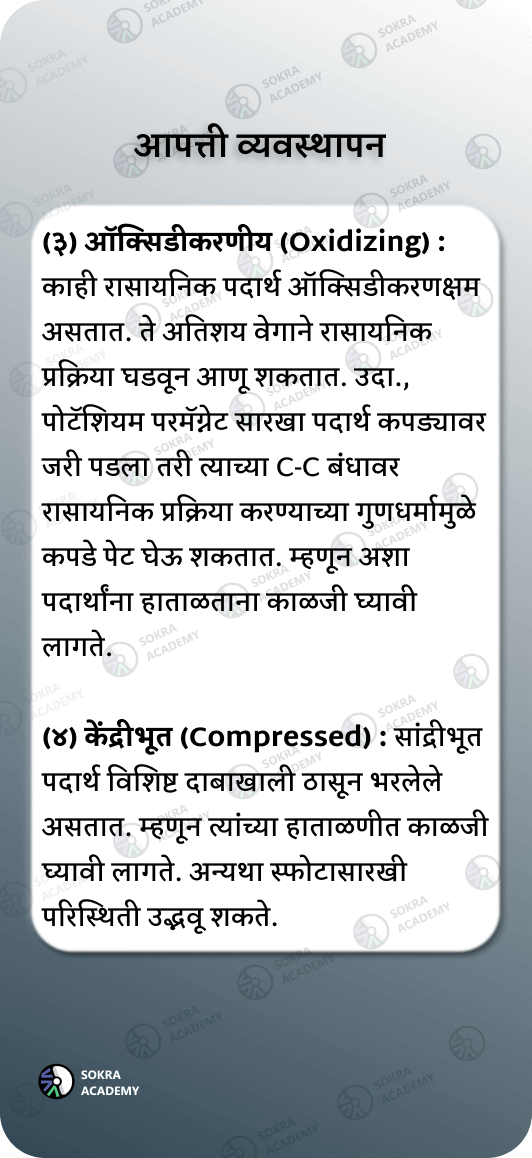 आपत्ती व्यवस्थापन
(३) ऑक्सिडीकरणीय (Oxidizing) :
काही रासायनिक पदार्थ ऑक्सिडीकरणक्षम
असतात. ते अतिशय वेगाने रासायनिक
प्रक्रिया घडवून आणू शकतात. उदा.,
पोटॅशियम परमॅग्नेट सारखा पदार्थ कपड्यावर
जरी पडला तरी त्याच्या C-C बंधावर
रासायनिक प्रक्रिया करण्याच्या गुणधर्मामुळे
कपडे पेट घेऊ शकतात. म्हणून अशा
पदार्थांना हाताळताना काळजी घ्यावी
लागते.
(४) केंद्रीभूत (Compressed) : सांद्रीभूत
पदार्थ विशिष्ट दाबाखाली ठासून भरलेले
असतात. म्हणून त्यांच्या हाताळणीत काळजी
घ्यावी लागते. अन्यथा स्फोटासारखी
परिस्थिती उद्भवू शकते.
SOKRA
ACADEMY